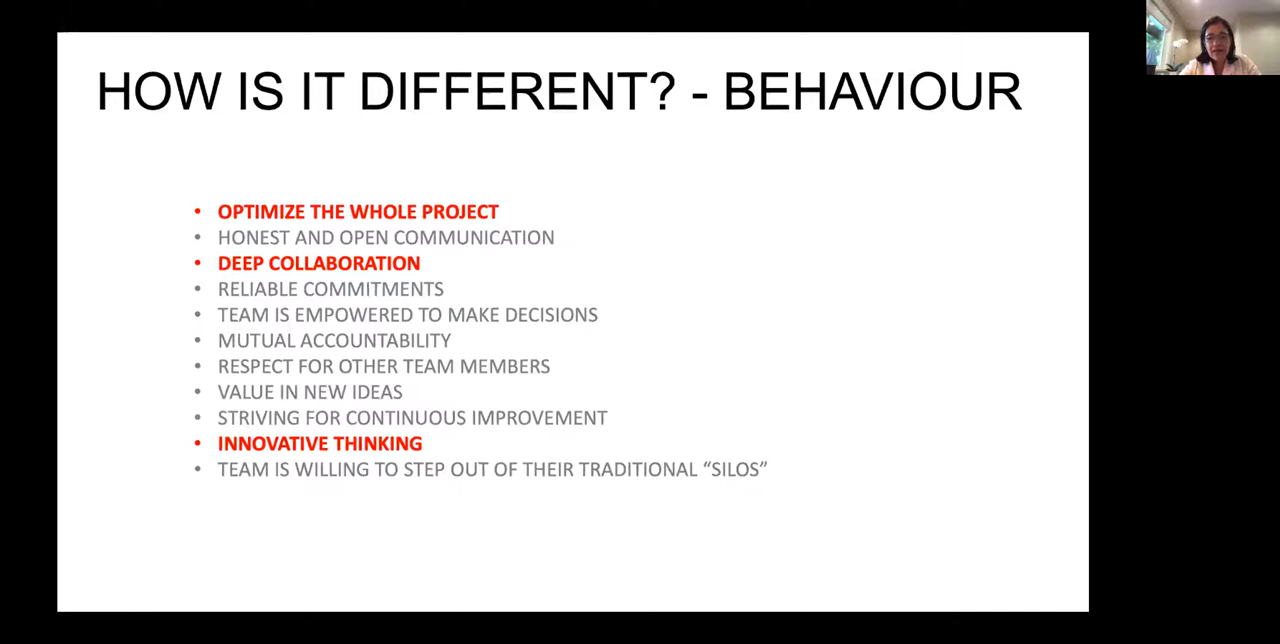 HOW IS IT DIFFERENT? - BEHAVIOUR
• OPTIMIZE THE WHOLE PROJECT
• HONEST AND OPEN COMMUNICATION
• DEEP COLLABORATION
• RELIABLE COMMITMENTS
• TEAM IS EMPOWERED TO MAKE DECISIONS
• MUTUAL ACCOUNTABILITY
• RESPECT FOR OTHER TEAM MEMBERS
• VALUE IN NEW IDEAS
• STRIVING FOR CONTINUOUS IMPROVEMENT
• INNOVATIVE THINKING
• TEAM IS WILLING TO STEP OUT OF THEIR TRADITIONAL “SILOS”